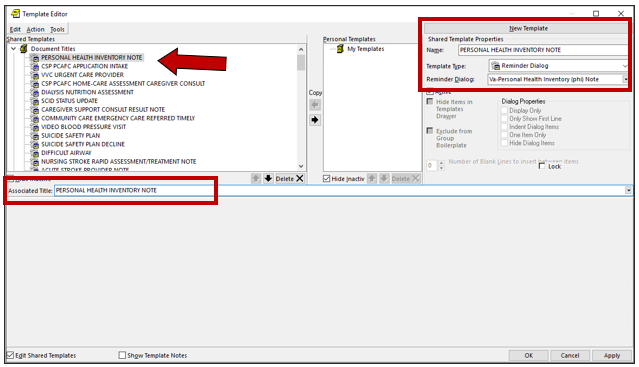 Template Editor
Edit Action Tools
New Template
Shared Templates
Personal Templates
Shared Template Properties
Document Titles
My Templates
Name: PERSONAL HEALTH INVENTORY NOTE
PERSONAL HEALTH INVENTORY NOTE
CSP PCAFC APPLICATION INTAKE
Template Type: Reminder Dialog
VVC URGENT CARE PROVIDER
CSP PCAFC HOME-CARE ASSESSMENT CAREGIVER CONSULT
Reminder Dialog: Va-Personal Health Inventory (phi) Note
DIALYSIS NUTRITION ASSESSMENT
Copy
Active
SCID STATUS UPDATE
Hide Items in Templates Drawer
Dialog Properties
CAREGIVER SUPPORT CONSULT RESULT NOTE
Display Only
COMMUNITY CARE EMERGENCY CARE REFERRED TIMELY
Only Show First Line
VIDEO BLOOD PRESSURE VISIT
Indent Dialog Items
SUICIDE SAFETY PLAN
Exclude from Group Boilerplate
One Item Only
SUICIDE SAFETY PLAN DECLINE
Hide Dialog Items
DIFFICULT AIRWAY
NURSING STROKE RAPID ASSESSMENT/TREATMENT NOTE
0 Number of Blank Lines to insert between items
ACUTE STROKE PROVIDER NOTE
Lock
Delete
Hide Inactiv
Delete
Associated Title: PERSONAL HEALTH INVENTORY NOTE
Edit Shared Templates
Show Template Notes
OK
Cancel
Apply